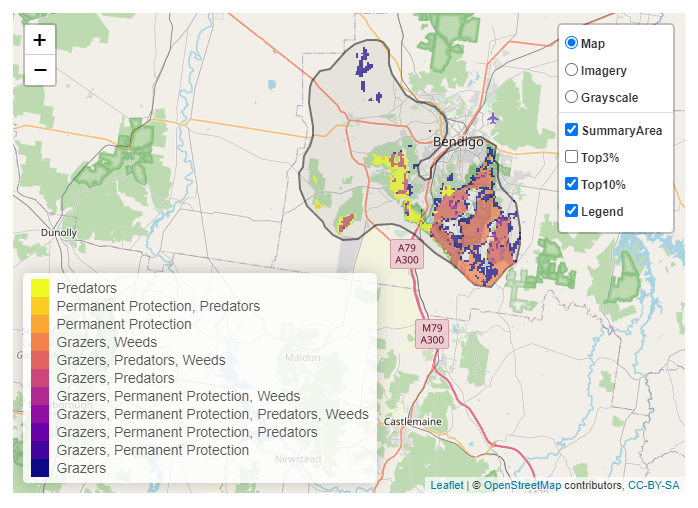 +
−
Map
Imagery
Grayscale
SummaryArea
Top3%
Top10%
Legend
Bendigo
Dunolly
A79
A300
M79
A300
Maldon
Castlemaine
Newstead
Predators
Permanent Protection, Predators
Permanent Protection
Grazers, Weeds
Grazers, Predators, Weeds
Grazers, Predators
Grazers, Permanent Protection, Weeds
Grazers, Permanent Protection, Predators, Weeds
Grazers, Permanent Protection, Predators
Grazers, Permanent Protection
Grazers
Leaflet | © OpenStreetMap contributors, CC-BY-SA